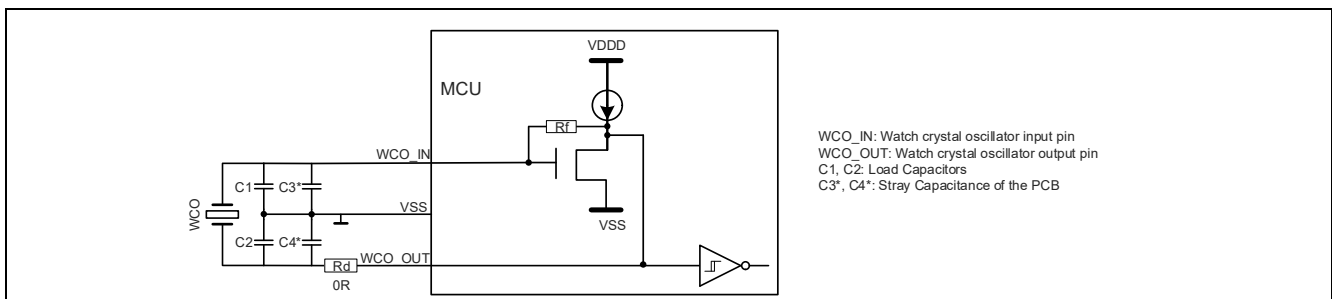 VDDD
MCU
Rf
WCO_IN
C1
C3*
WCO
VSS
VSS
C2
C4*
WCO_OUT
Rd
0R
WCO_IN: Watch crystal oscillator input pin
WCO_OUT: Watch crystal oscillator output pin
C1, C2: Load Capacitors
C3*, C4*: Stray Capacitance of the PCB